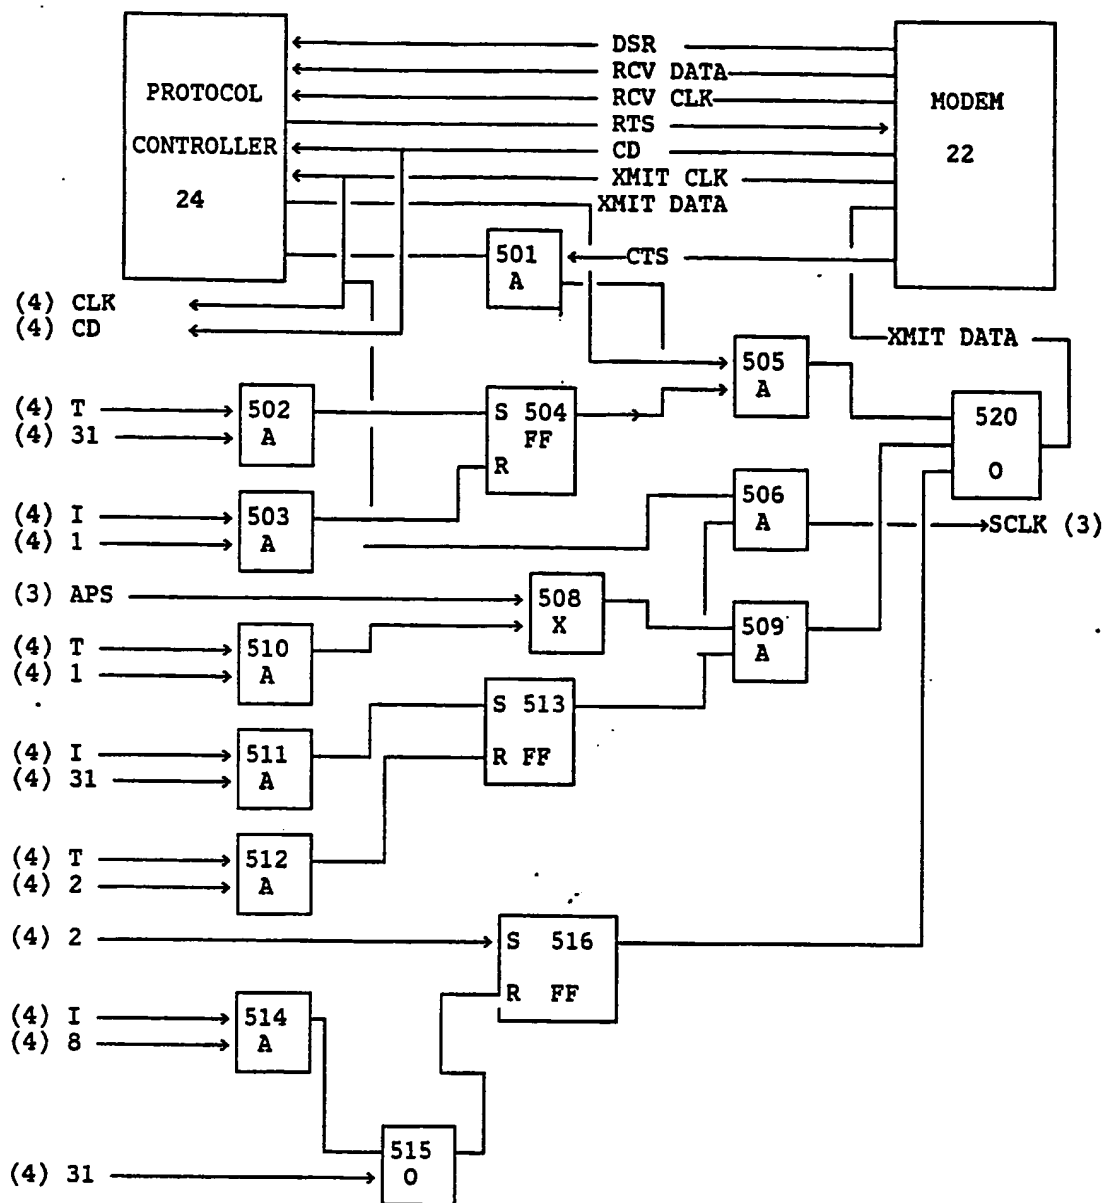 DSR
RCV DATA
PROTOCOL
RCV CLK
MODEM
RTS
CONTROLLER
CD
22
XMIT CLK
24
XMIT DATA
501
A
CTS
(4) CLK
(4) CD
XMIT DATA
505
A
(4) T
(4) 31
502
A
S 504
FF
R
520
O
(4) I
(4) 1
503
A
506
A
SCLK (3)
(3) APS
508
X
509
A
(4) T
(4) 1
510
A
S 513
R FF
(4) I
(4) 31
511
A
(4) T
(4) 2
512
A
(4) 2
S 516
R FF
(4) I
(4) 8
514
A
515
O
(4) 31